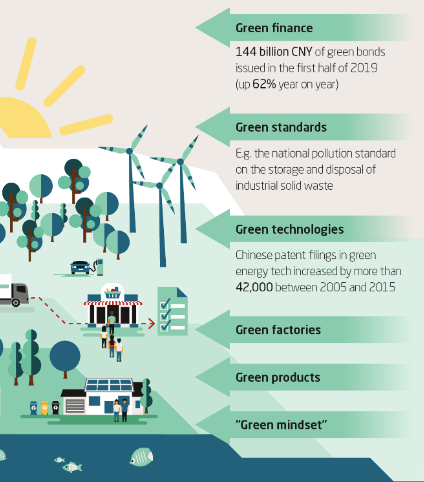 Green finance
144 billion CNY of green bonds
issued in the first half of 2019
(up 62% year on year)
Green standards
E.g. the national pollution standard
on the storage and disposal of
industrial solid waste
Green technologies
Chinese patent filings in green
energy tech increased by more than
42,000 between 2005 and 2015
Green factories
Green products
“Green mindset”